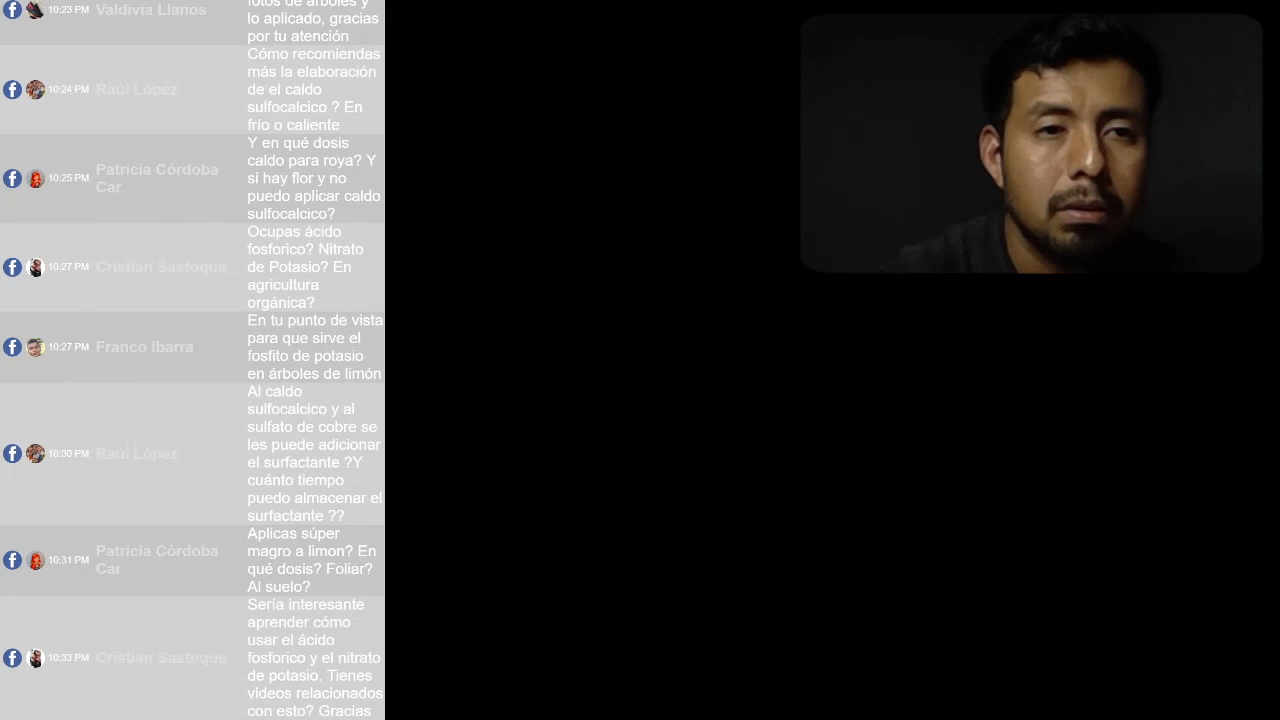 10:23 PM Valdivia Llanos
fotos de árboles y
lo aplicado, gracias
por tu atención
10:24 PM Raúl López
Cómo recomiendas
más la elaboración
de el caldo
sulfocalcico ? En
frío o caliente
10:25 PM Patricia Córdoba
Car
Y en qué dosis
caldo para roya? Y
si hay flor y no
puedo aplicar caldo
sulfocalcico?
10:27 PM Cristian Sastoque
Ocupas ácido
fosforico? Nitrato
de Potasio? En
agricultura
orgánica?
10:27 PM Franco Ibarra
En tu punto de vista
para que sirve el
fosfito de potasio
en árboles de limón
10:30 PM Raúl López
Al caldo
sulfocalcico y al
sulfato de cobre se
les puede adicionar
el surfactante ?Y
cuánto tiempo
puedo almacenar el
surfactante ??
10:31 PM Patricia Córdoba
Car
Aplicas súper
magro a limon? En
qué dosis? Foliar?
Al suelo?
10:33 PM Cristian Sastoque
Sería interesante
aprender cómo
usar el ácido
fosforico y el nitrato
de potasio. Tienes
videos relacionados
con esto? Gracias